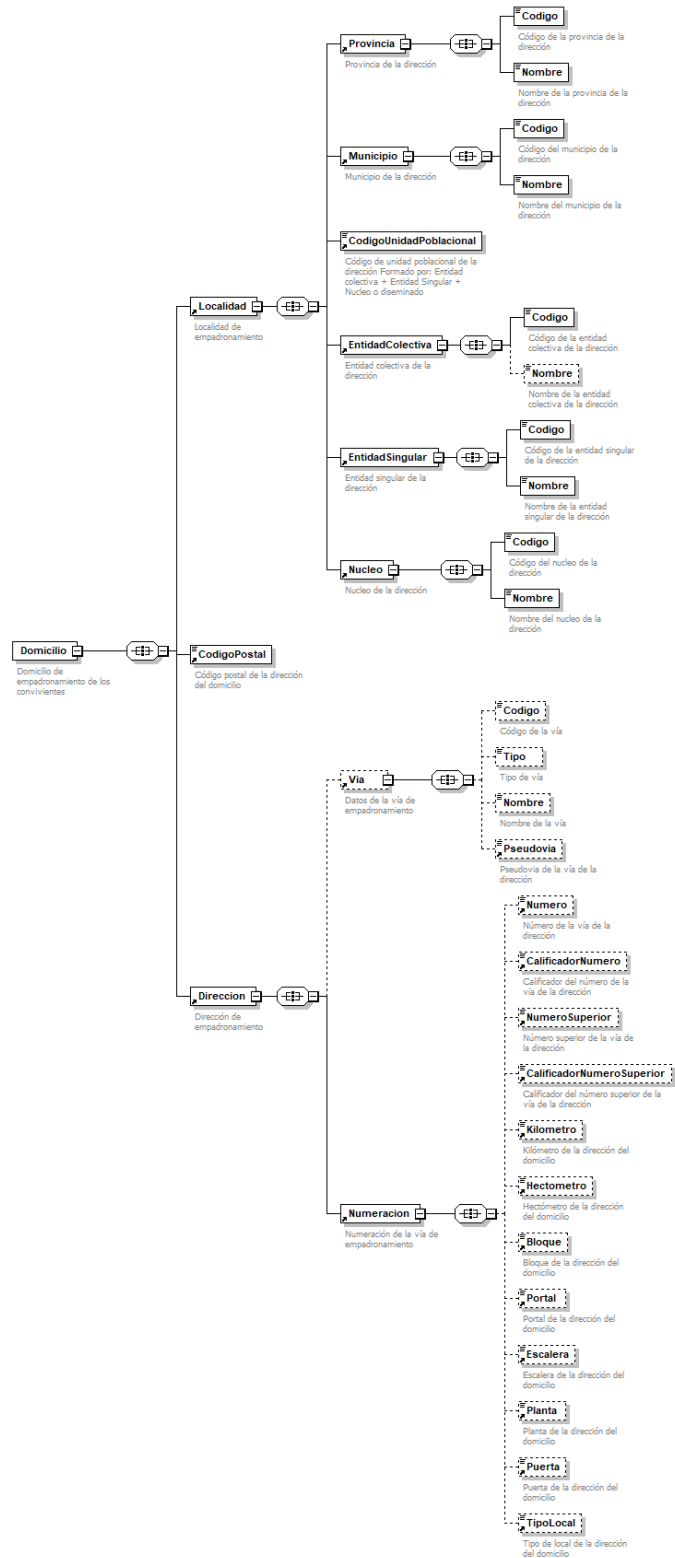 Provincia
Provincia de la dirección
Codigo
Código de la provincia de la
dirección
Nombre
Nombre de la provincia de la
dirección
Municipio
Municipio de la dirección
Codigo
Código del municipio de la
dirección
Nombre
Nombre del municipio de la
dirección
CodigoUnidadPoblacional
Código de unidad poblacional de la
dirección Formado por: Entidad
colectiva + Entidad Singular +
Nucleo o diseminado
Localidad
Localidad de
empadronamiento
EntidadColectiva
Entidad colectiva de la
dirección
Codigo
Código de la entidad
colectiva de la dirección
Nombre
Nombre de la entidad
colectiva de la dirección
EntidadSingular
Entidad singular de la
dirección
Codigo
Código de la entidad singular
de la dirección
Nombre
Nombre de la entidad
singular de la dirección
Nucleo
Nucleo de la dirección
Codigo
Código del nucleo de la
dirección
Nombre
Nombre del nucleo de la
dirección
Domicilio
Domicilio de
empadronamiento de los
convivientes
CodigoPostal
Código postal de la dirección
del domicilio
Via
Datos de la vía de
empadronamiento
Codigo
Código de la vía
Tipo
Tipo de vía
Nombre
Nombre de la vía
Pseudovia
Pseudovia de la vía de la
dirección
Direccion
Dirección de
empadronamiento
Numeracion
Numeración de la vía de
empadronamiento
Numero
Número de la vía de la
dirección
CalificadorNumero
Calificador del número de la
vía de la dirección
NumeroSuperior
Número superior de la vía de
la dirección
CalificadorNumeroSuperior
Calificador del número superior de la
vía de la dirección
Kilometro
Kilómetro de la dirección del
domicilio
Hectometro
Hectómetro de la dirección
del domicilio
Bloque
Bloque de la dirección del
domicilio
Portal
Portal de la dirección del
domicilio
Escalera
Escalera de la dirección del
domicilio
Planta
Planta de la dirección del
domicilio
Puerta
Puerta de la dirección del
domicilio
TipoLocal
Tipo de local de la dirección
del domicilio